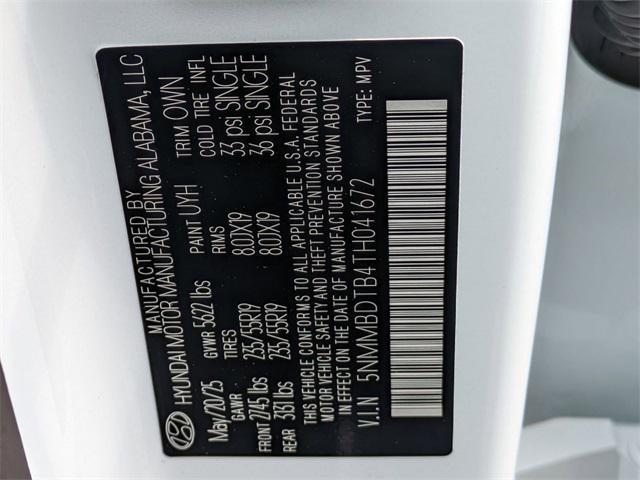 MANUFACTURED BY
HYUNDAI MOTOR MANUFACTURING ALABAMA, LLC
May/20/25 GVWR 5622 lbs PAINT UYH TRIM OWN
GAWR TIRES RIMS COLD TIRE INFL
FRONT 2745 lbs 235/55R19 8.0JX19 33 psi SINGLE
REAR 3151 lbs 235/55R19 8.0JX19 36 psi SINGLE
THIS VEHICLE CONFORMS TO ALL APPLICABLE U.S.A. FEDERAL
MOTOR VEHICLE SAFETY AND THEFT PREVENTION STANDARDS
IN EFFECT ON THE DATE OF MANUFACTURE SHOWN ABOVE
V.I.N 5NMMBDTB4TH041672 TYPE: MPV